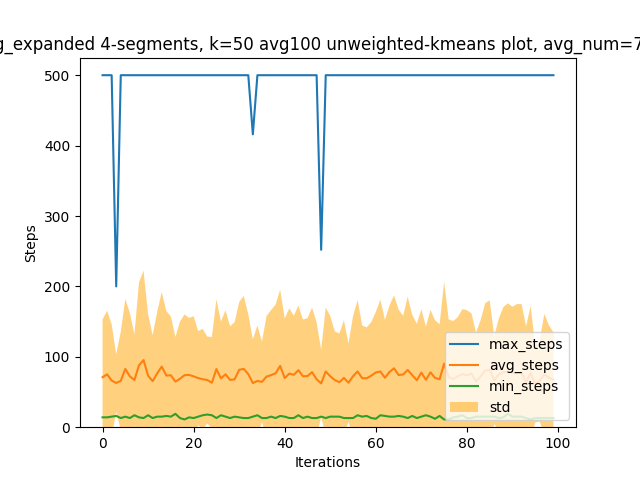 g_expanded 4-segments, k=50 avg100 unweighted-kmeans plot, avg_num=7
500
400
300
200
100
0
Steps
0 20 40 60 80 100
Iterations
max_steps
avg_steps
min_steps
std